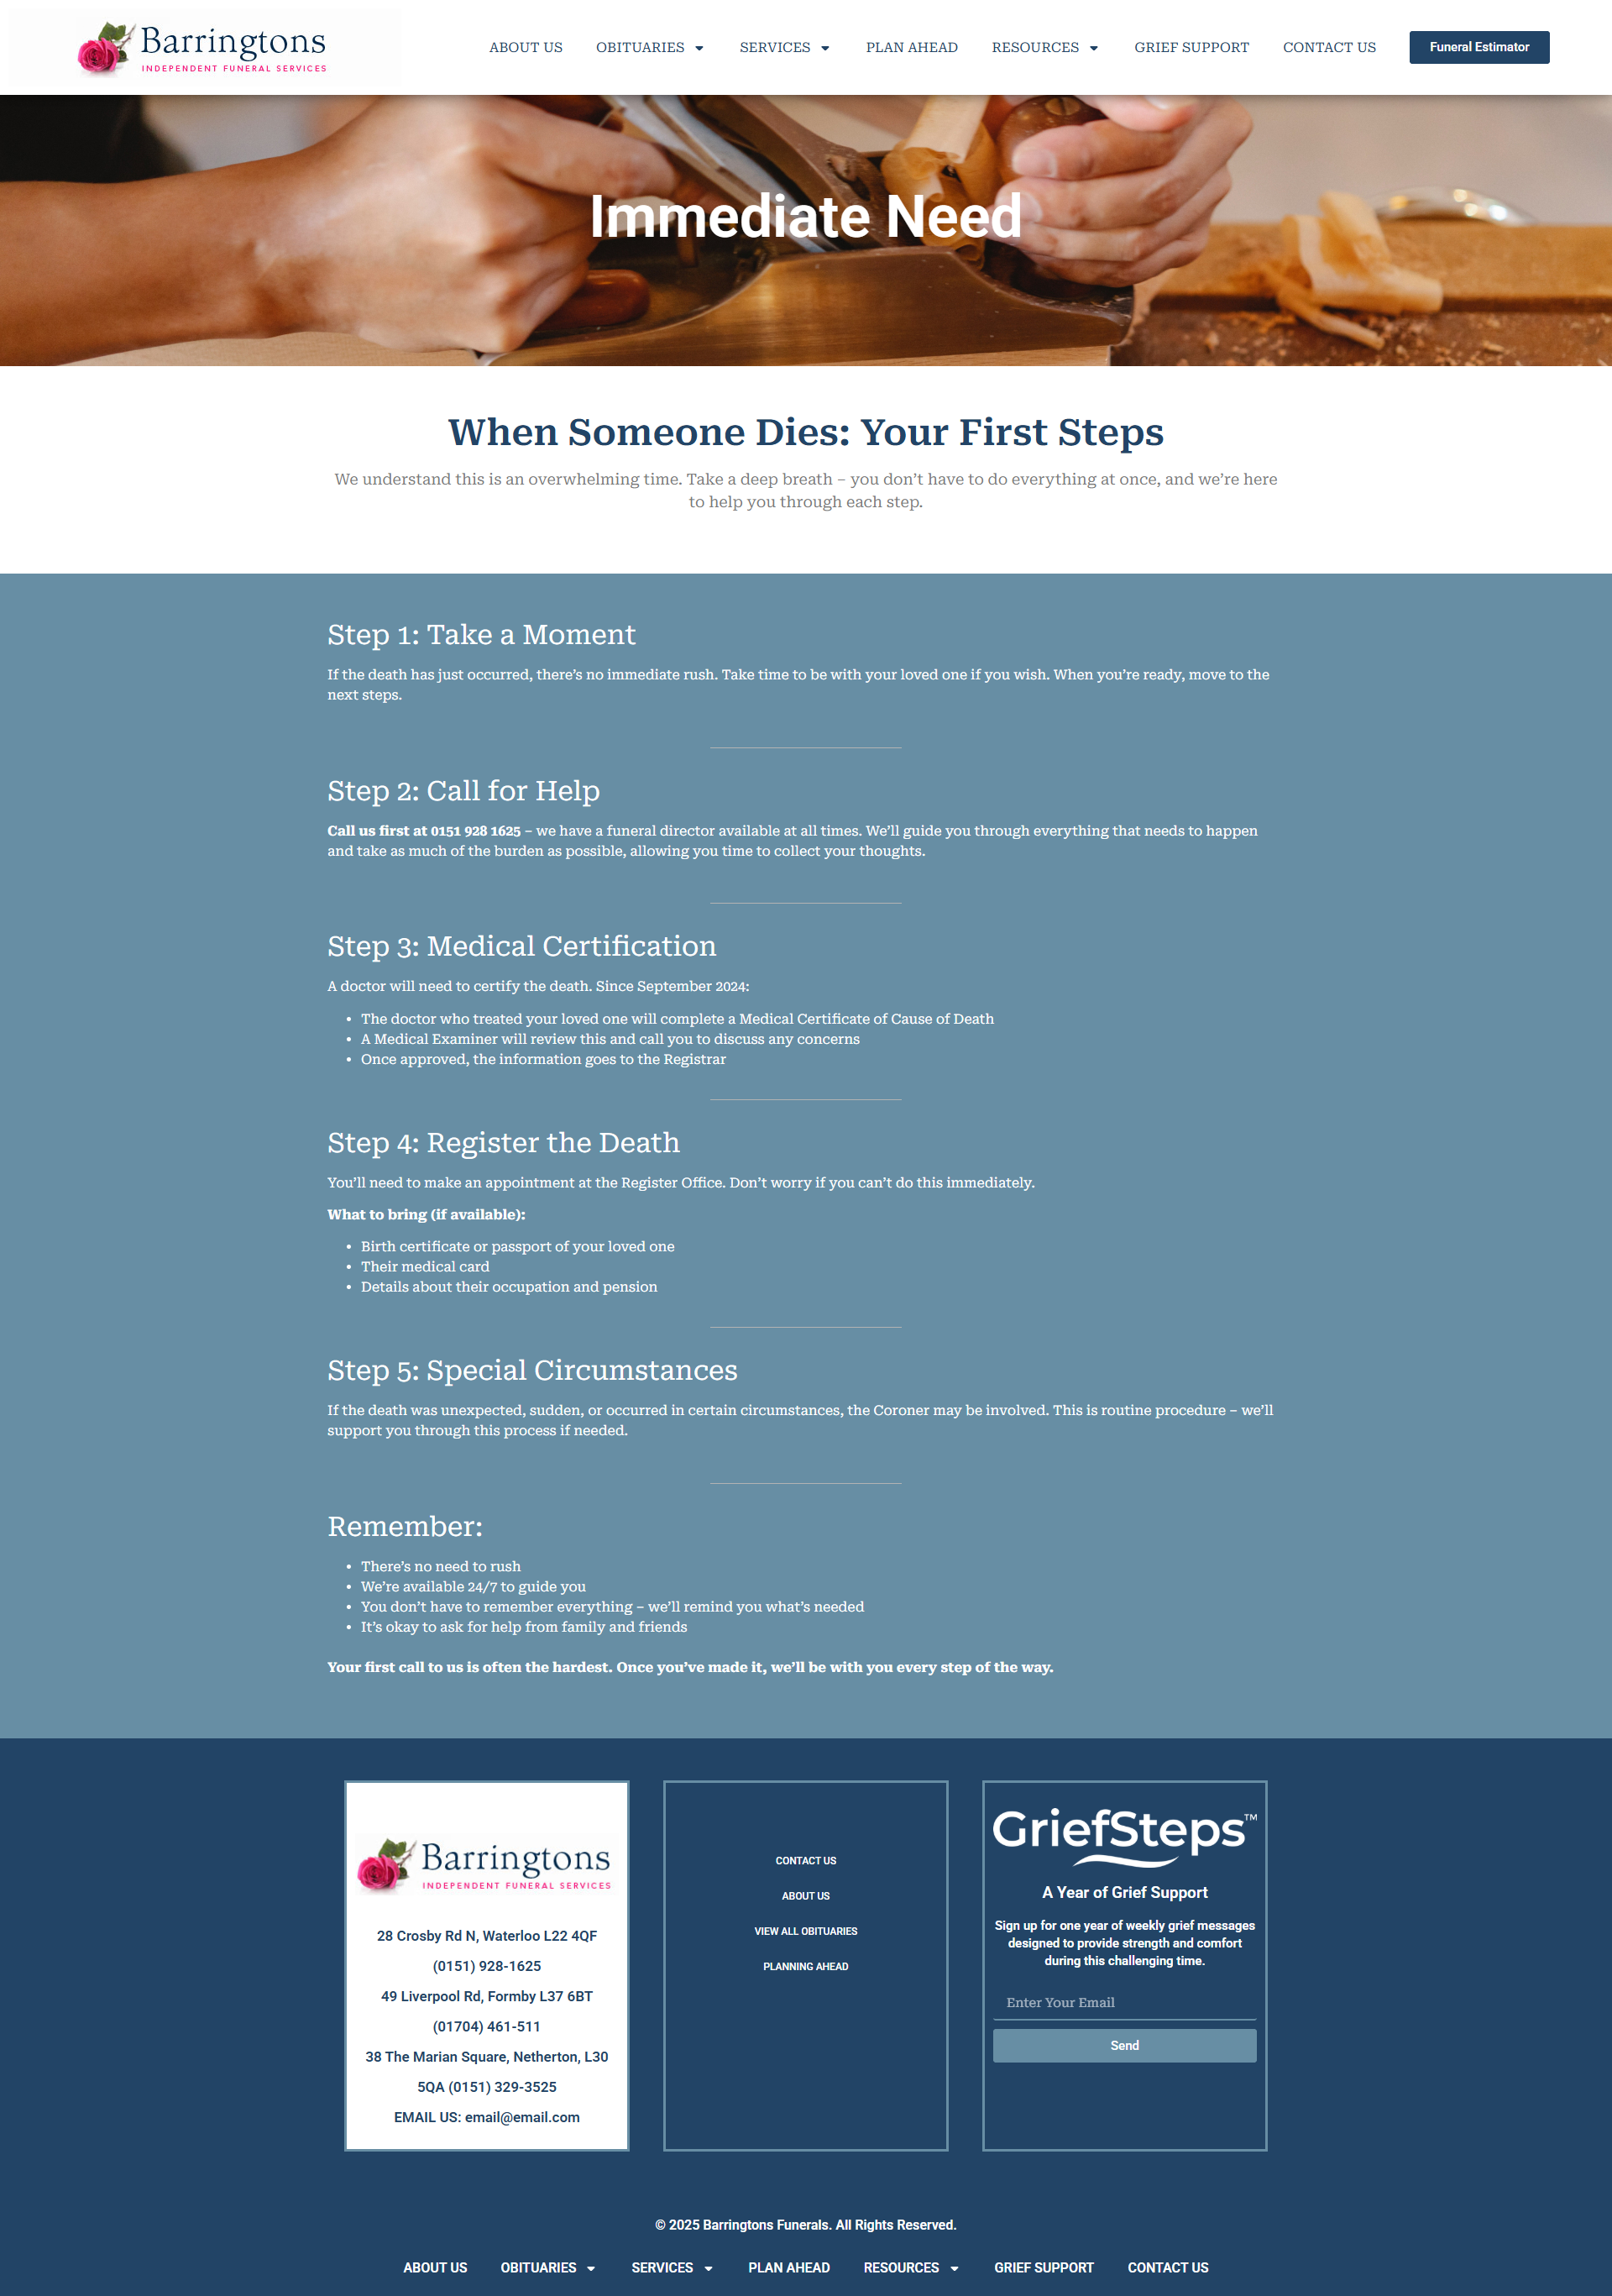 Barringtons
INDEPENDENT FUNERAL SERVICES
ABOUT US
OBITUARIES
SERVICES
PLAN AHEAD
RESOURCES
GRIEF SUPPORT
CONTACT US
Funeral Estimator
Immediate Need
When Someone Dies: Your First Steps
We understand this is an overwhelming time. Take a deep breath – you don’t have to do everything at once, and we’re here
to help you through each step.
Step 1: Take a Moment
If the death has just occurred, there’s no immediate rush. Take time to be with your loved one if you wish. When you’re ready, move to the
next steps.
Step 2: Call for Help
Call us first at 0151 928 1625 – we have a funeral director available at all times. We’ll guide you through everything that needs to happen
and take as much of the burden as possible, allowing you time to collect your thoughts.
Step 3: Medical Certification
A doctor will need to certify the death. Since September 2024:
• The doctor who treated your loved one will complete a Medical Certificate of Cause of Death
• A Medical Examiner will review this and call you to discuss any concerns
• Once approved, the information goes to the Registrar
Step 4: Register the Death
You’ll need to make an appointment at the Register Office. Don’t worry if you can’t do this immediately.
What to bring (if available):
• Birth certificate or passport of your loved one
• Their medical card
• Details about their occupation and pension
Step 5: Special Circumstances
If the death was unexpected, sudden, or occurred in certain circumstances, the Coroner may be involved. This is routine procedure – we’ll
support you through this process if needed.
Remember:
• There’s no need to rush
• We’re available 24/7 to guide you
• You don’t have to remember everything – we’ll remind you what’s needed
• It’s okay to ask for help from family and friends
Your first call to us is often the hardest. Once you’ve made it, we’ll be with you every step of the way.
Barringtons
INDEPENDENT FUNERAL SERVICES
28 Crosby Rd N, Waterloo L22 4QF
(0151) 928-1625
49 Liverpool Rd, Formby L37 6BT
(01704) 461-511
38 The Marian Square, Netherton, L30
5QA (0151) 329-3525
EMAIL US: email@email.com
CONTACT US
ABOUT US
VIEW ALL OBITUARIES
PLANNING AHEAD
GriefSteps™
A Year of Grief Support
Sign up for one year of weekly grief messages
designed to provide strength and comfort
during this challenging time.
Enter Your Email
Send
© 2025 Barringtons Funerals. All Rights Reserved.
ABOUT US
OBITUARIES
SERVICES
PLAN AHEAD
RESOURCES
GRIEF SUPPORT
CONTACT US